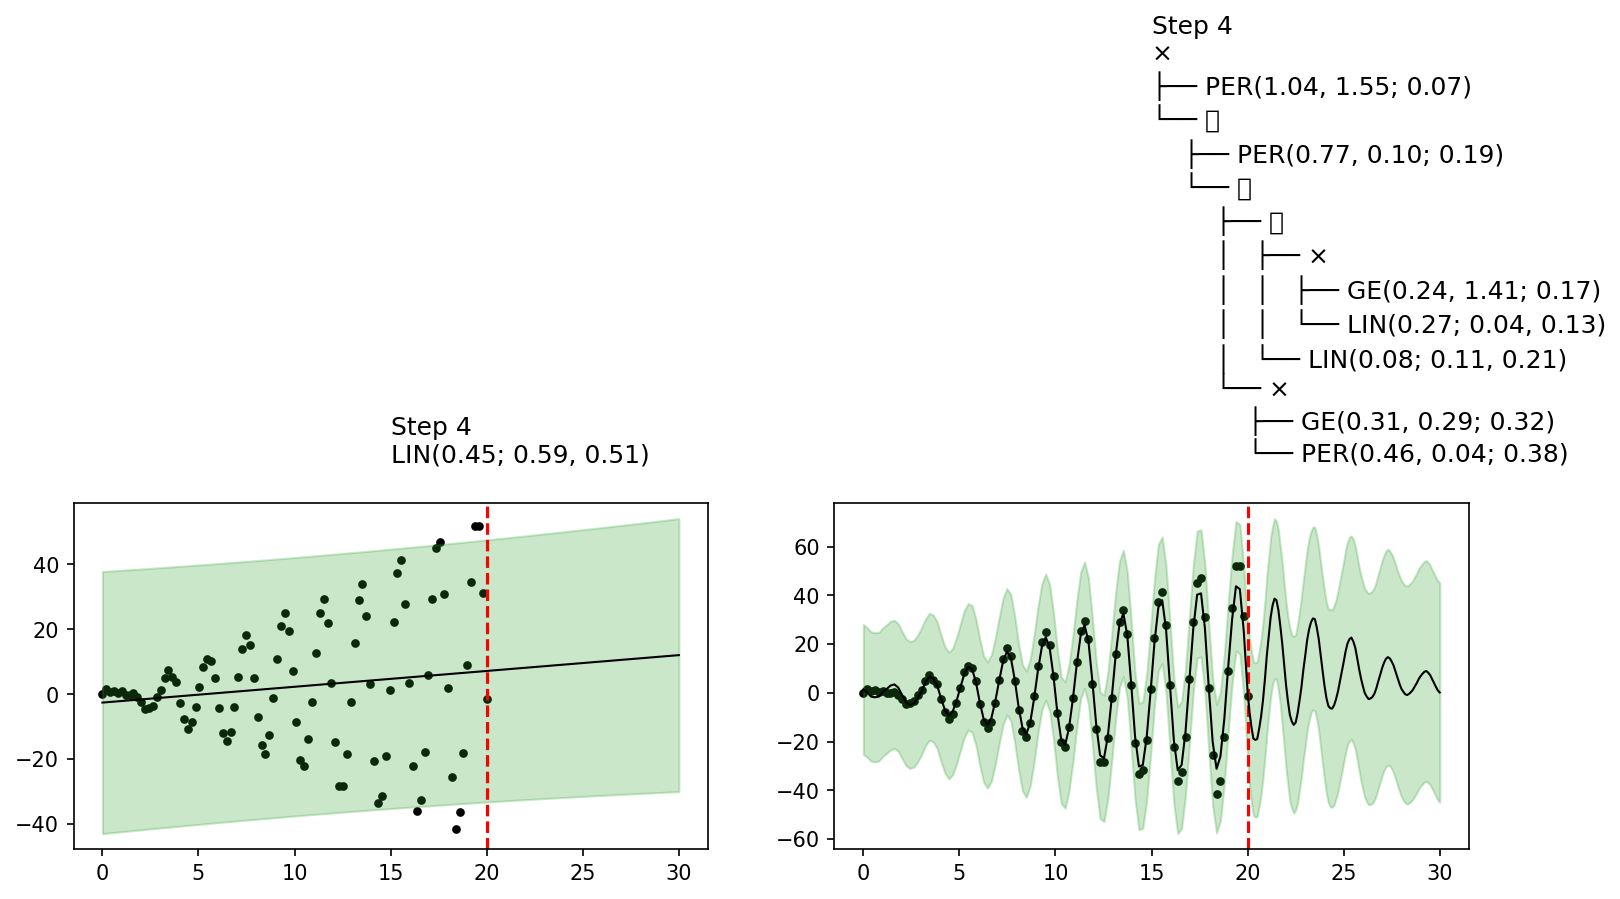 Step 4
×
├── PER(1.04, 1.55; 0.07)
└──
├── PER(0.77, 0.10; 0.19)
└──
├──
│ ├── ×
│ │ ├── GE(0.24, 1.41; 0.17)
│ │ └── LIN(0.27; 0.04, 0.13)
│ └── LIN(0.08; 0.11, 0.21)
└── ×
├── GE(0.31, 0.29; 0.32)
└── PER(0.46, 0.04; 0.38)
Step 4
LIN(0.45; 0.59, 0.51)
40
20
0
−20
−40
0 5 10 15 20 25 30
60
40
20
0
−20
−40
−60
0 5 10 15 20 25 30